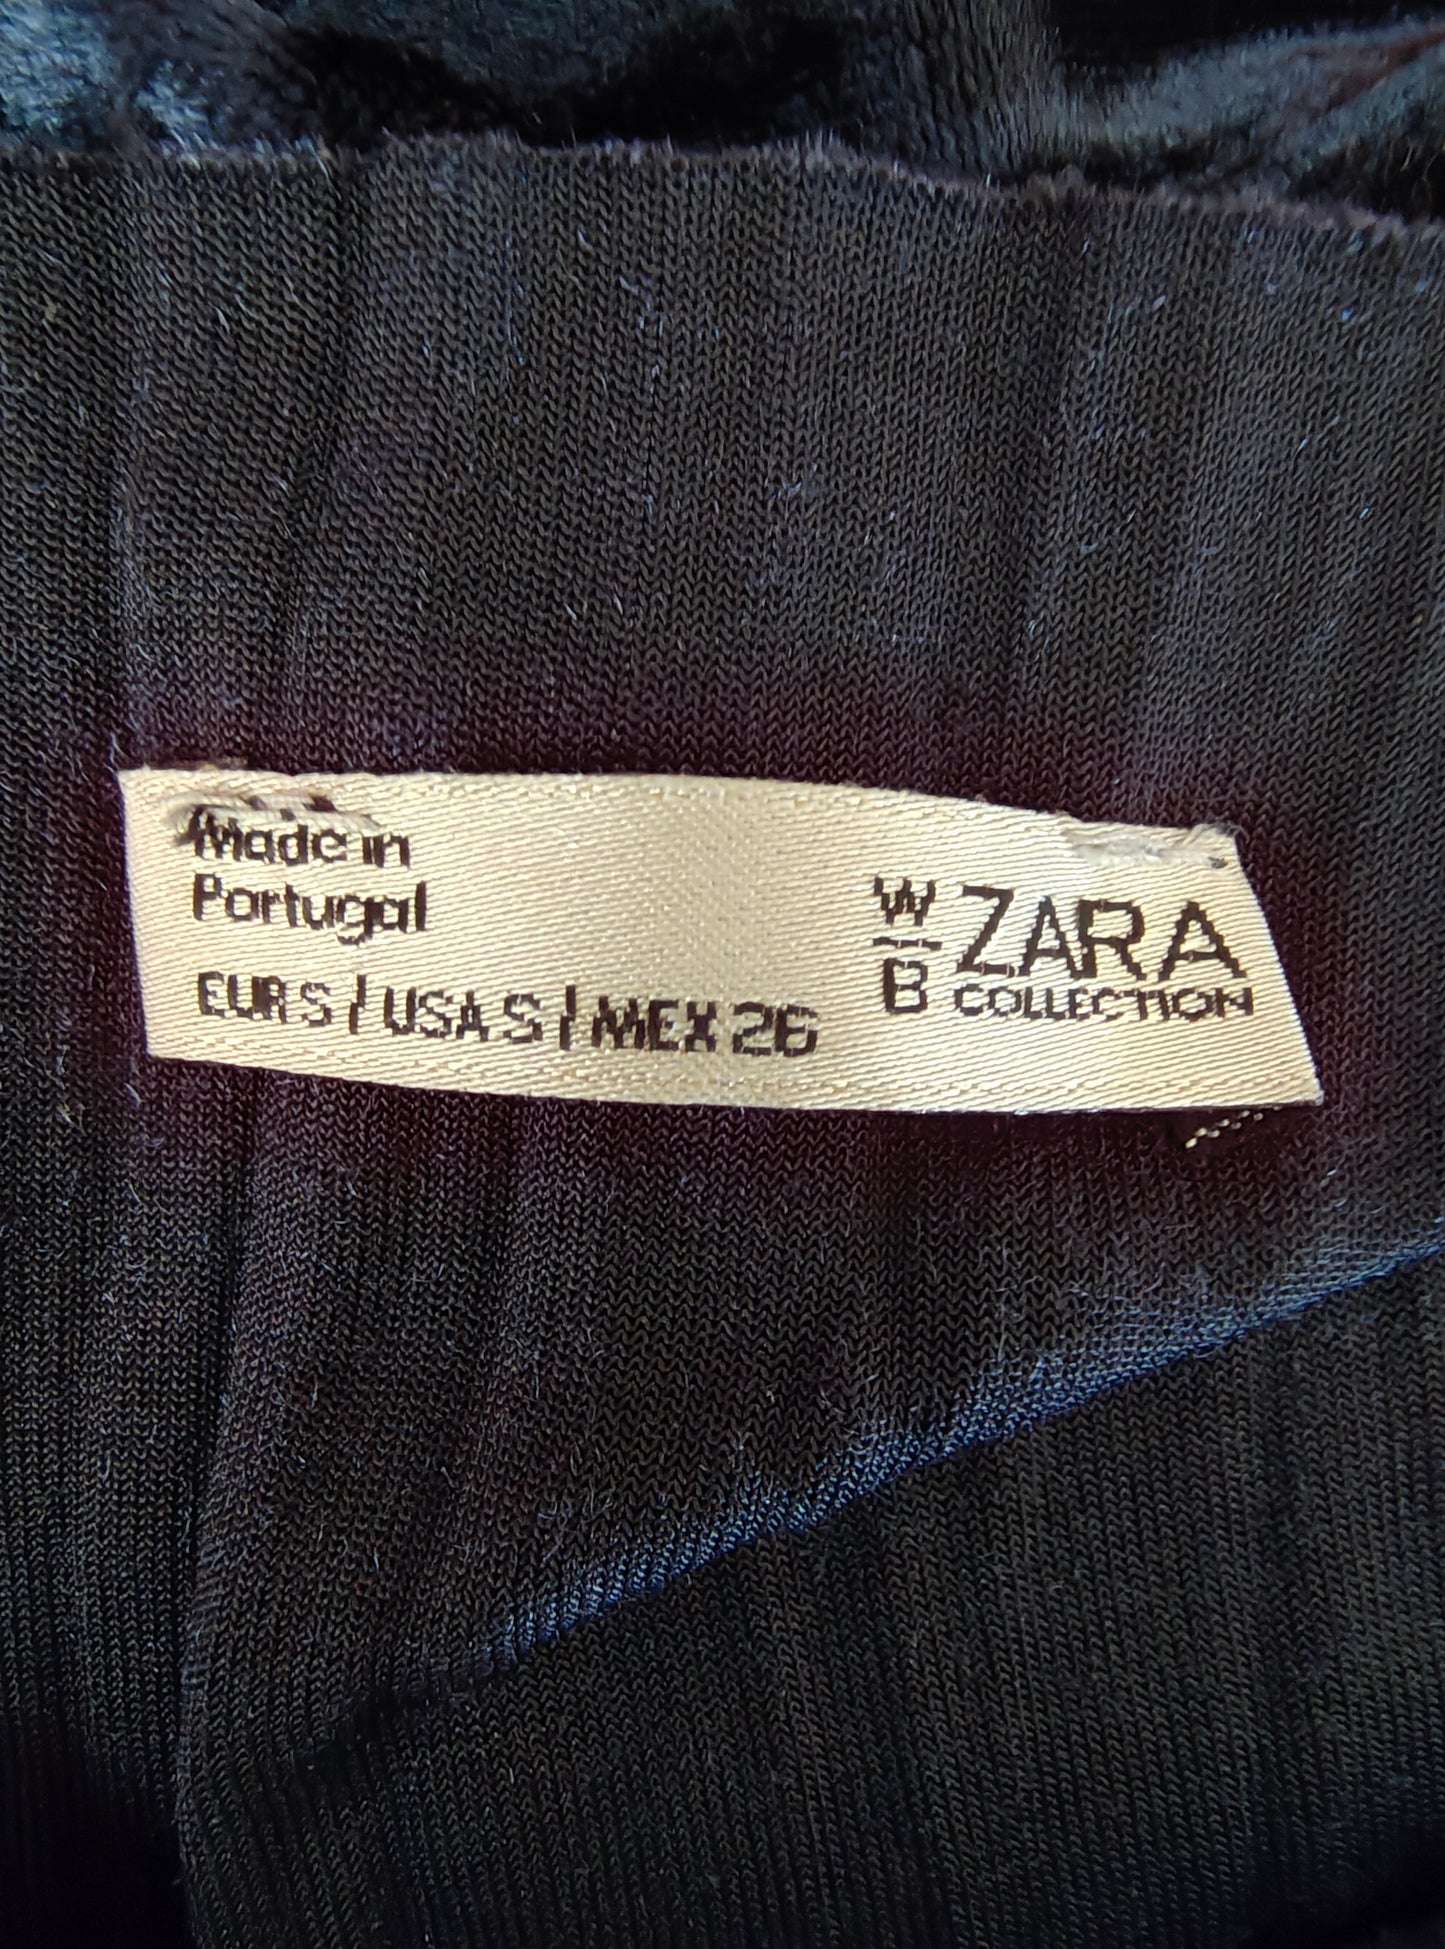 Made in
Portugal
EUR S / USA S / MEX 26
W/B ZARA
COLLECTION